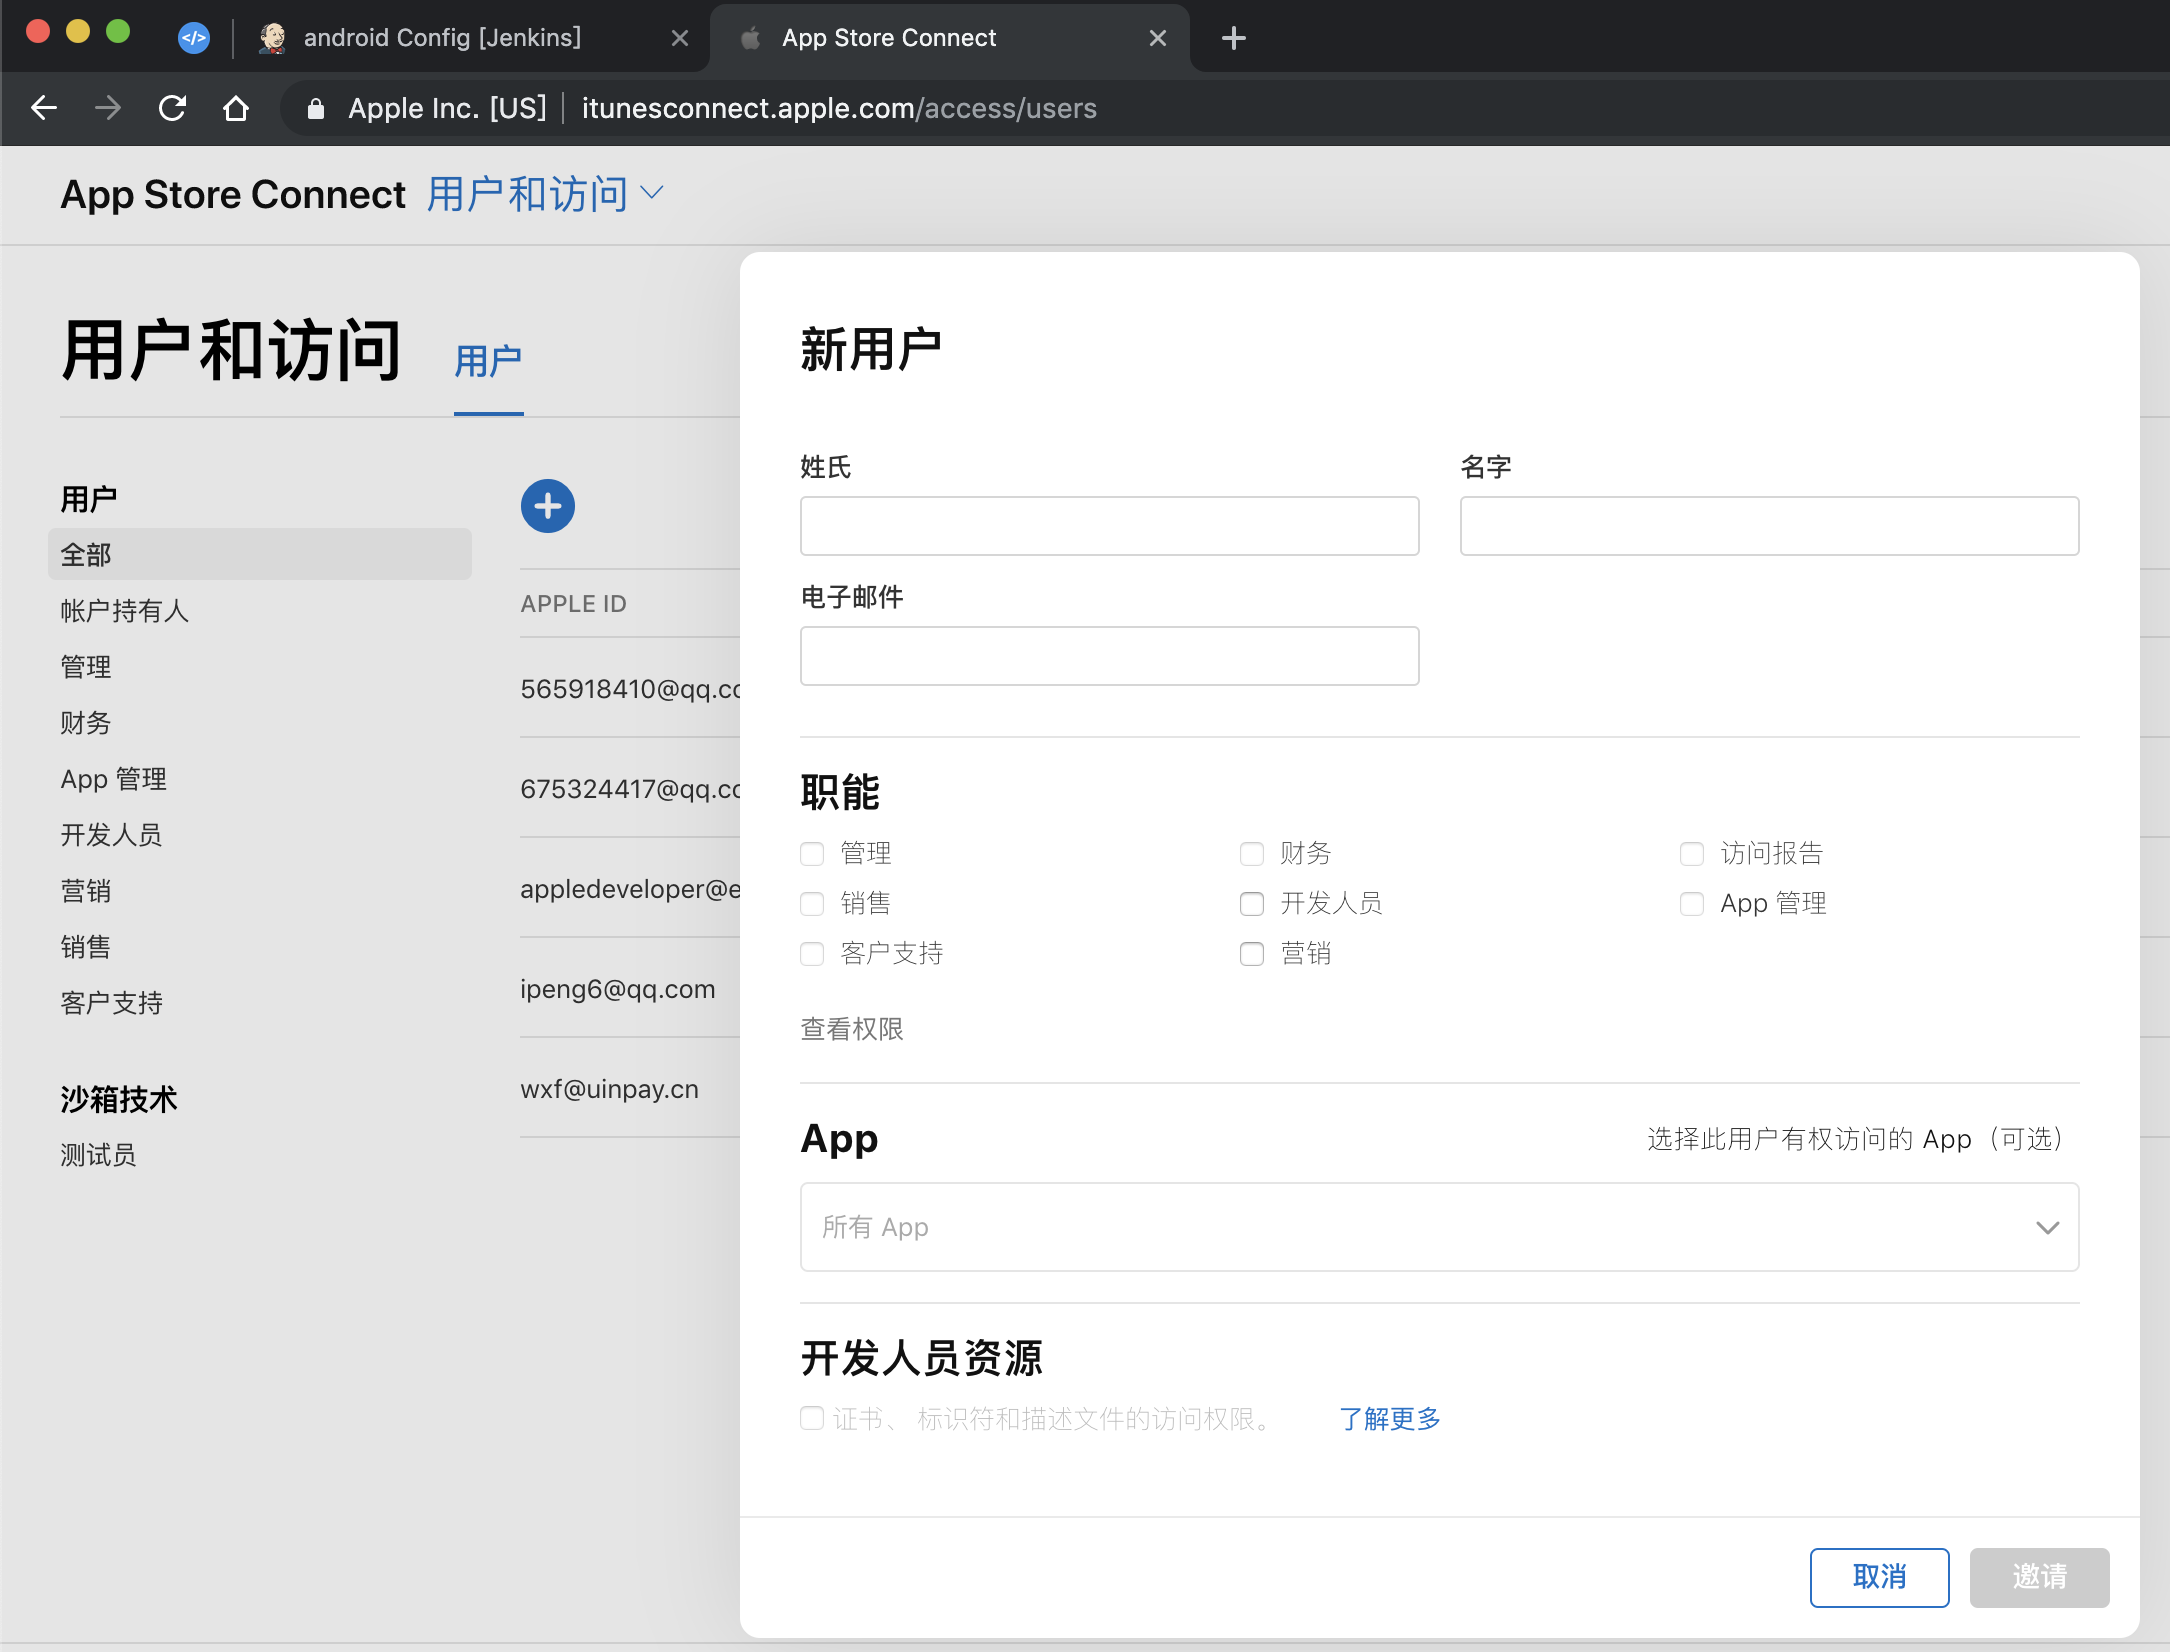 android Config [Jenkins]
App Store Connect
Apple Inc. [US]
itunesconnect.apple.com/access/users
App Store Connect 用户和访问
用户和访问
用户
用户
全部
帐户持有人
管理
财务
App 管理
开发人员
营销
销售
客户支持
沙箱技术
测试员
APPLE ID
565918410@qq.co
675324417@qq.co
appledeveloper@e
ipeng6@qq.com
wxf@uinpay.cn
新用户
姓氏
名字
电子邮件
职能
管理
财务
访问报告
销售
开发人员
App 管理
客户支持
营销
查看权限
App
选择此用户有权访问的 App（可选）
所有 App
开发人员资源
证书、 标识符和描述文件的访问权限。
了解更多
取消
邀请